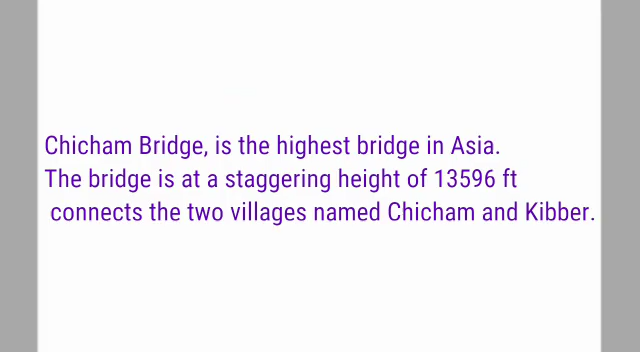 Chicham Bridge, is the highest bridge in Asia.
The bridge is at a staggering height of 13596 ft
connects the two villages named Chicham and Kibber.